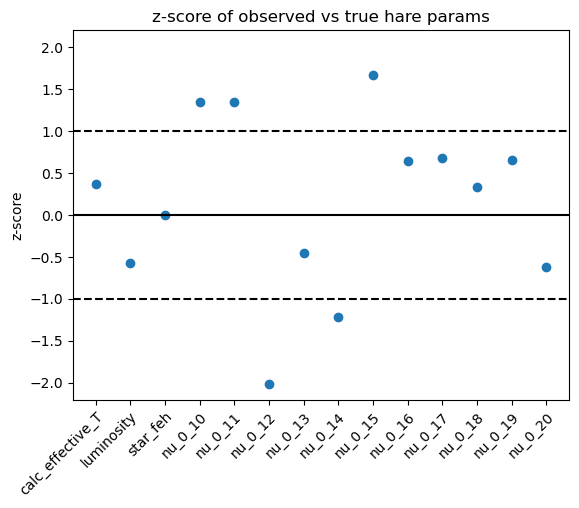 z-score of observed vs true hare params
z-score
2.0
1.5
1.0
0.5
0.0
−0.5
−1.0
−1.5
−2.0
calc_effective_T
luminosity
star_feh
nu_0_10
nu_0_11
nu_0_12
nu_0_13
nu_0_14
nu_0_15
nu_0_16
nu_0_17
nu_0_18
nu_0_19
nu_0_20